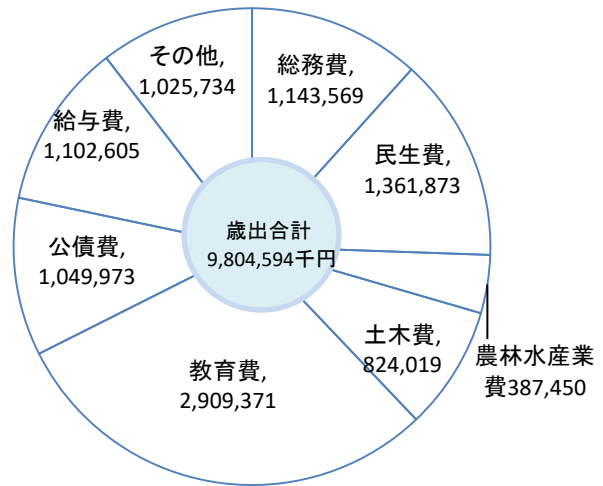 その他,
1,025,734
総務費,
1,143,569
給与費,
1,102,605
民生費,
1,361,873
歳出合計
9,804,594千円
公債費,
1,049,973
土木費,
824,019
農林水産業
費387,450
教育費,
2,909,371